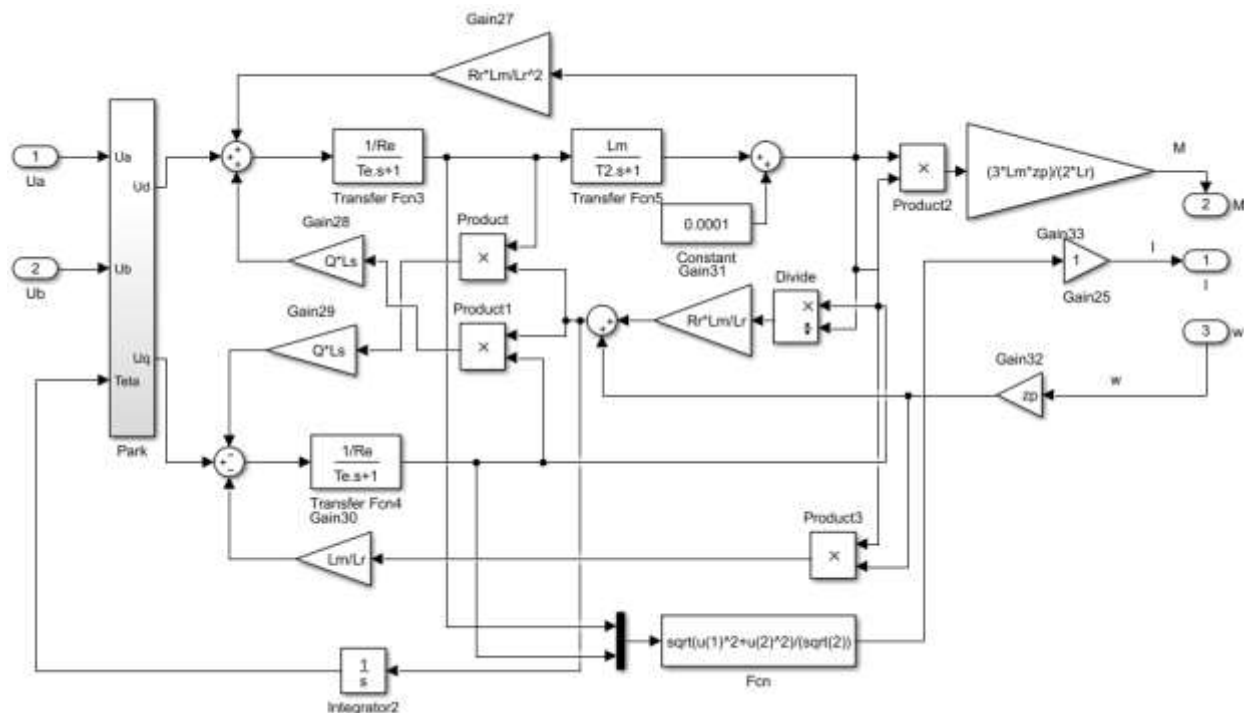 Gain27
Rr*Lm/Lr^2
1
Ua
Ua
Ud
1/Re
Te.s+1
Transfer Fcn3
Lm
T2.s+1
Transfer Fcn5
×
Product2
(3*Lm*zp)/(2*Lr)
M
2
M
0.0001
Constant
Gain28
Q*Ls
Product
×
2
Ub
Ub
Gain33
1
Gain25
I
1
I
Gain31
Rr*Lm/Lr
Divide
×
÷
Gain29
Q*Ls
Product1
×
3
w
w
Gain32
zp
Uq
Teta
Park
1/Re
Te.s+1
Transfer Fcn4
Gain30
Lm/Lr
Product3
×
sqrt(u(1)^2+u(2)^2)/(sqrt(2))
Fcn
1
s
Integrator2